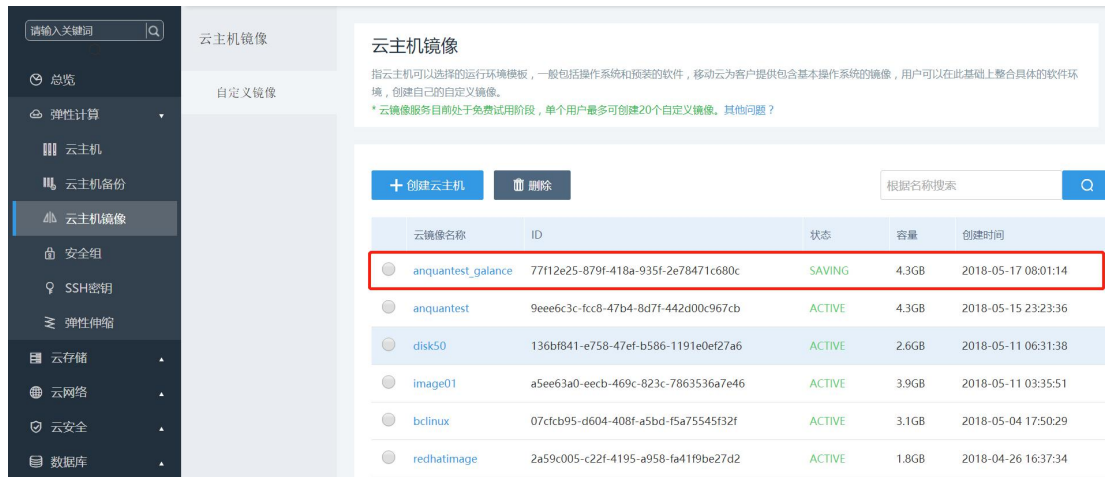 请输入关键词
总览
弹性计算
云主机
云主机备份
云主机镜像
安全组
SSH密钥
弹性伸缩
云存储
云网络
云安全
数据库
云主机镜像
自定义镜像
云主机镜像
指云主机可以选择的运行环境模板，一般包括操作系统和预装的软件，移动云为客户提供包含基本操作系统的镜像，用户可以在此基础上整合具体的软件环
境，创建自己的自定义镜像。
* 云镜像服务目前处于免费试用阶段，单个用户最多可创建20个自定义镜像。其他问题？
创建云主机 删除 根据名称搜索
云镜像名称 ID 状态 容量 创建时间
anquantest_galance 77f12e25-879f-418a-935f-2e78471c680c SAVING 4.3GB 2018-05-17 08:01:14
anquantest 9eee6c3c-fcc8-47b4-8d7f-442d00c967cb ACTIVE 4.3GB 2018-05-15 23:23:36
disk50 136bf841-e758-47ef-b586-1191e0ef27a6 ACTIVE 2.6GB 2018-05-11 06:31:38
image01 a5ee63a0-eecb-469c-823c-7863536a7e46 ACTIVE 3.9GB 2018-05-11 03:35:51
bclinux 07cfcb95-d604-408f-a5bd-f5a75545f32f ACTIVE 3.1GB 2018-05-04 17:50:29
redhatimage 2a59c005-c22f-4195-a958-fa41f9be27d2 ACTIVE 1.8GB 2018-04-26 16:37:34